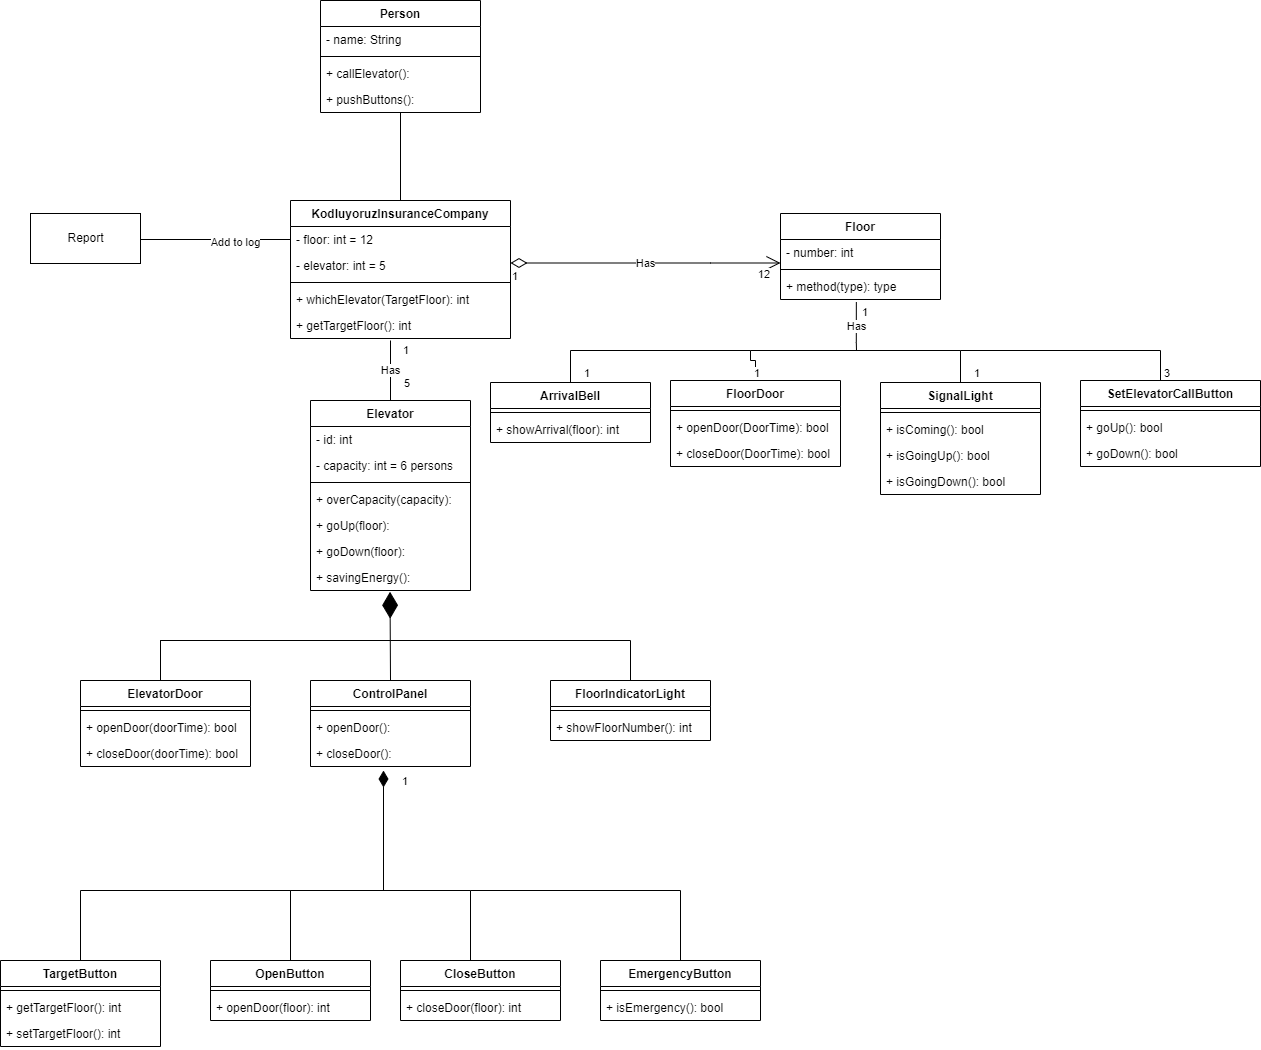 Person
- name: String
+ callElevator():
+ pushButtons():
Report
Add to log
KodluyoruzInsuranceCompany
- floor: int = 12
- elevator: int = 5
+ whichElevator(TargetFloor): int
+ getTargetFloor(): int
1
Has
12
Floor
- number: int
+ method(type): type
1
Has
1
Has
5
1
1
1
3
ArrivalBell
+ showArrival(floor): int
FloorDoor
+ openDoor(DoorTime): bool
+ closeDoor(DoorTime): bool
SignalLight
+ isComing(): bool
+ isGoingUp(): bool
+ isGoingDown(): bool
SetElevatorCallButton
+ goUp(): bool
+ goDown(): bool
Elevator
- id: int
- capacity: int = 6 persons
+ overCapacity(capacity):
+ goUp(floor):
+ goDown(floor):
+ savingEnergy():
ElevatorDoor
+ openDoor(doorTime): bool
+ closeDoor(doorTime): bool
ControlPanel
+ openDoor():
+ closeDoor():
FloorIndicatorLight
+ showFloorNumber(): int
1
TargetButton
+ getTargetFloor(): int
+ setTargetFloor(): int
OpenButton
+ openDoor(floor): int
CloseButton
+ closeDoor(floor): int
EmergencyButton
+ isEmergency(): bool